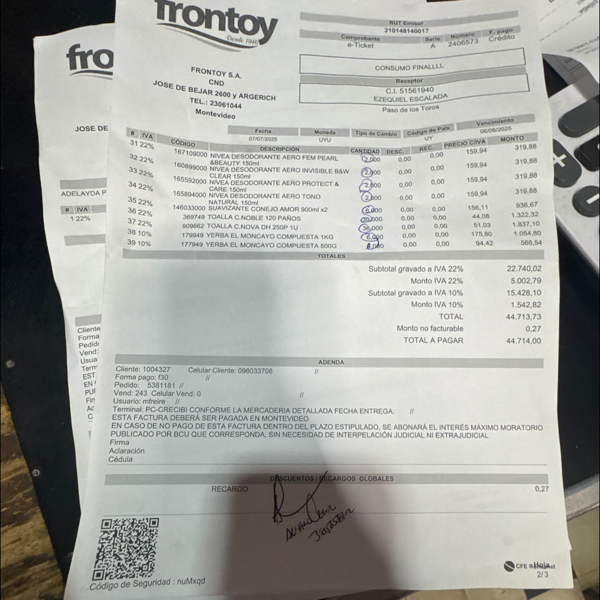 frontoy
Desde 1940
FRONTOY S.A.
CND
JOSE DE BEJAR 2600 y ARGERICH
TEL.: 23061044
Montevideo
RUT Emisor
210148140017
Comprobante Serie Número F. pago
e-Ticket A 2406573 Crédito
CONSUMO FINALLLL
Receptor
C.I. 51561940
EZEQUIEL ESCALADA
Paso de los Toros
Fecha Moneda Tipo de Cambio Código de País Vencimiento
07/07/2025 UYU UY 06/08/2025
# IVA CÓDIGO DESCRIPCIÓN CANTIDAD DESC. REC. PRECIO C/IVA MONTO
31 22% 167109000 NIVEA DESODORANTE AERO FEM PEARL &BEAUTY 150ml 2,000 0,00 0,00 159,94 319,88
32 22% 160899000 NIVEA DESODORANTE AERO INVISIBLE B&W CLEAR 150ml 2,000 0,00 0,00 159,94 319,88
33 22% 165592000 NIVEA DESODORANTE AERO PROTECT & CARE 150ml 2,000 0,00 0,00 159,94 319,88
34 22% 165894000 NIVEA DESODORANTE AERO TONO NATURAL 150ml 2,000 0,00 0,00 159,94 319,88
35 22% 146033000 SUAVIZANTE CONEJO AMOR 900ml x2 6,000 0,00 0,00 156,11 936,67
36 22% 369749 TOALLA C.NOBLE 120 PAÑOS 30,000 0,00 0,00 44,08 1.322,32
37 22% 909662 TOALLA C.NOVA DH 250P 1U 36,000 0,00 0,00 51,03 1.837,10
38 10% 179949 YERBA EL MONCAYO COMPUESTA 1KG 6,000 0,00 0,00 175,80 1.054,80
39 10% 177949 YERBA EL MONCAYO COMPUESTA 500G 6,000 0,00 0,00 94,42 566,54
TOTALES
Subtotal gravado a IVA 22% 22.740,02
Monto IVA 22% 5.002,79
Subtotal gravado a IVA 10% 15.428,10
Monto IVA 10% 1.542,82
TOTAL 44.713,73
Monto no facturable 0,27
TOTAL A PAGAR 44.714,00
ADENDA
Cliente: 1004327 Celular Cliente: 098033706 //
Forma pago: f30 //
Pedido: 5381181 //
Vend: 243 Celular Vend: 0 //
Usuario: mfreire //
Terminal: PC-CRECIBI CONFORME LA MERCADERIA DETALLADA FECHA ENTREGA: //
ESTA FACTURA DEBERÁ SER PAGADA EN MONTEVIDEO
EN CASO DE NO PAGO DE ESTA FACTURA DENTRO DEL PLAZO ESTIPULADO, SE ABONARÁ EL INTERÉS MÁXIMO MORATORIO
PUBLICADO POR BCU QUE CORRESPONDA, SIN NECESIDAD DE INTERPELACIÓN JUDICIAL NI EXTRAJUDICIAL
Firma
Aclaración
Cédula
DESCUENTOS / RECARGOS GLOBALES
RECARGO 0,27
Código de Seguridad : nuMxqd
Hoja
2/3
fro
JOSE DE
ADELAYDA P
# IVA
1 22%
Cliente
Forma
Pedido
Vend:
Usua
Term
EST
EN